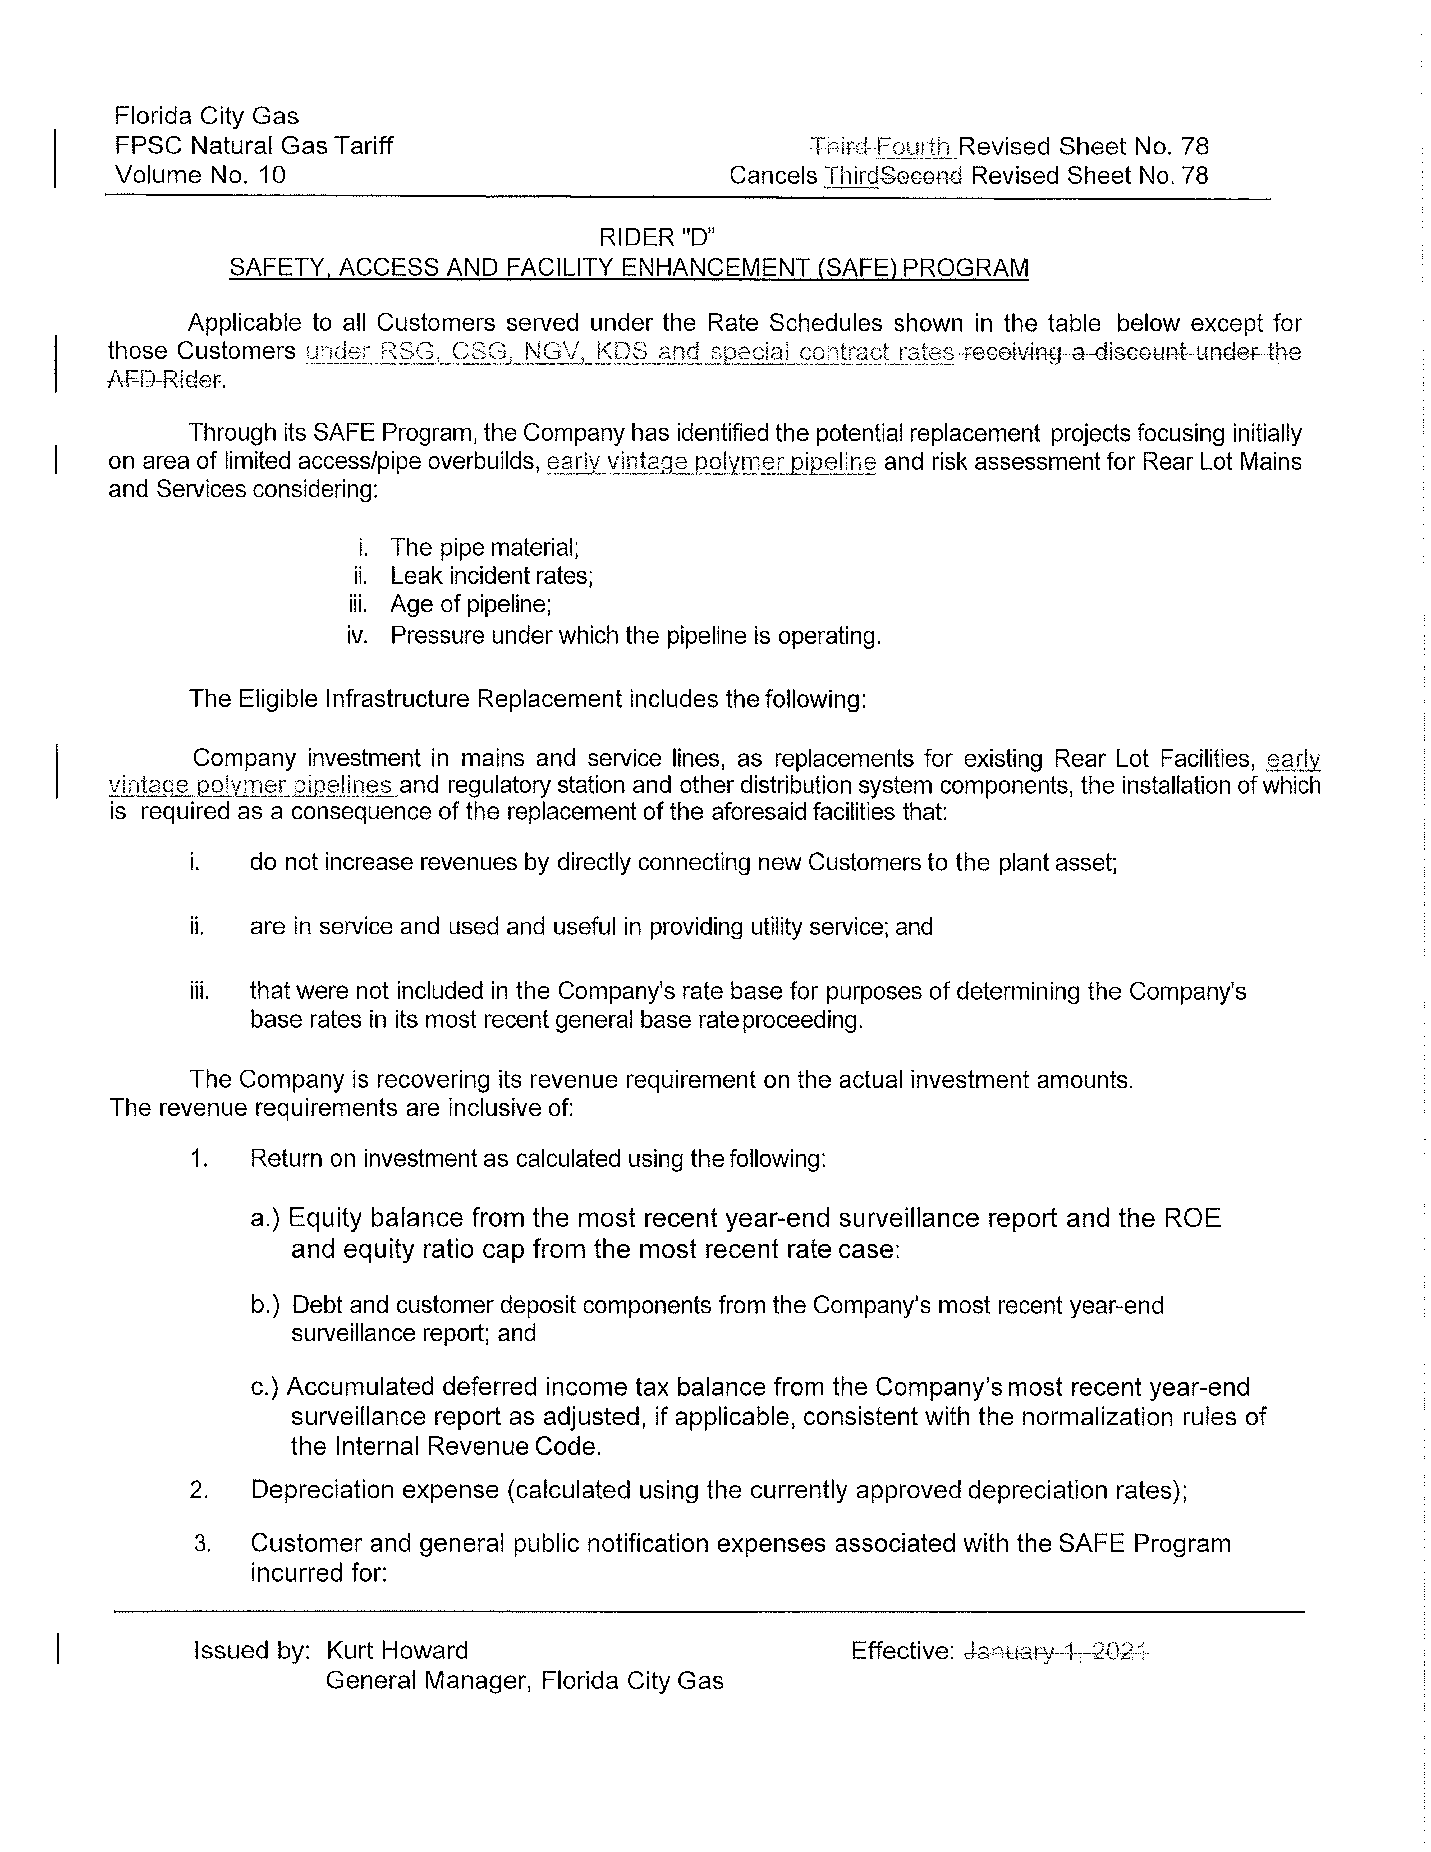 Florida City Gas
FPSC Natural Gas Tariff
Third Fourth Revised Sheet No. 78
Volume No. 10
Cancels ThirdSecond Revised Sheet No. 78
RIDER "D"
SAFETY, ACCESS AND FACILITY ENHANCEMENT (SAFE) PROGRAM
Applicable to all Customers served under the Rate Schedules shown in the table below except for
those Customers under RSG, CSG, NGV, KDS and special contract rates receiving a discount under the
AFD Rider.
Through its SAFE Program, the Company has identified the potential replacement projects focusing initially
on area of limited access/pipe overbuilds, early vintage polymer pipeline and risk assessment for Rear Lot Mains
and Services considering:
i. The pipe material;
ii. Leak incident rates;
iii. Age of pipeline;
iv. Pressure under which the pipeline is operating.
The Eligible Infrastructure Replacement includes the following:
Company investment in mains and service lines, as replacements for existing Rear Lot Facilities, early
vintage polymer pipelines and regulatory station and other distribution system components, the installation of which
is required as a consequence of the replacement of the aforesaid facilities that:
i. do not increase revenues by directly connecting new Customers to the plant asset;
ii. are in service and used and useful in providing utility service; and
iii. that were not included in the Company's rate base for purposes of determining the Company's
base rates in its most recent general base rate proceeding.
The Company is recovering its revenue requirement on the actual investment amounts.
The revenue requirements are inclusive of:
1. Return on investment as calculated using the following:
a.) Equity balance from the most recent year-end surveillance report and the ROE
and equity ratio cap from the most recent rate case:
b.) Debt and customer deposit components from the Company's most recent year-end
surveillance report; and
c.) Accumulated deferred income tax balance from the Company's most recent year-end
surveillance report as adjusted, if applicable, consistent with the normalization rules of
the Internal Revenue Code.
2. Depreciation expense (calculated using the currently approved depreciation rates);
3. Customer and general public notification expenses associated with the SAFE Program
incurred for:
Issued by: Kurt Howard
Effective: January 1, 2021
General Manager, Florida City Gas